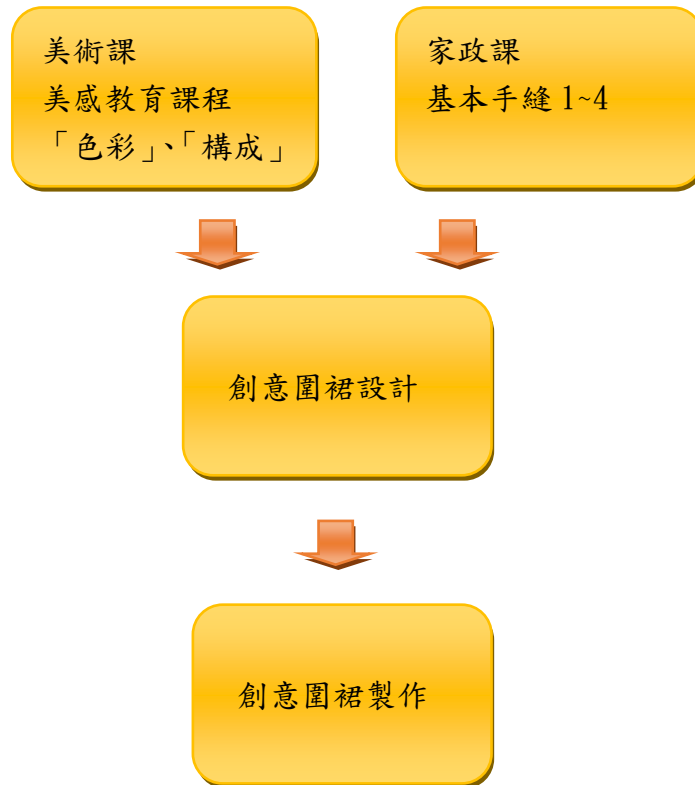 美術課
美感教育課程
「色彩」、「構成」
家政課
基本手縫 1~4
創意圍裙設計
創意圍裙製作